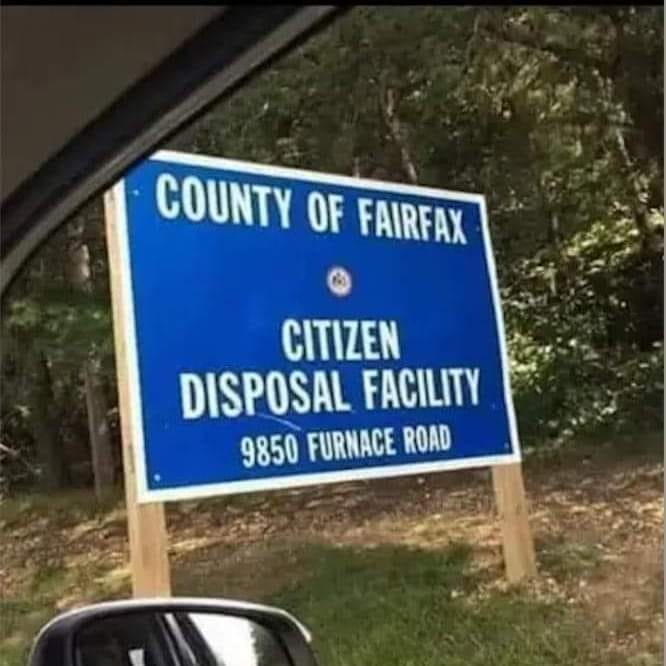 COUNTY OF FAIRFAX
CITIZEN
DISPOSAL FACILITY
9850 FURNACE ROAD